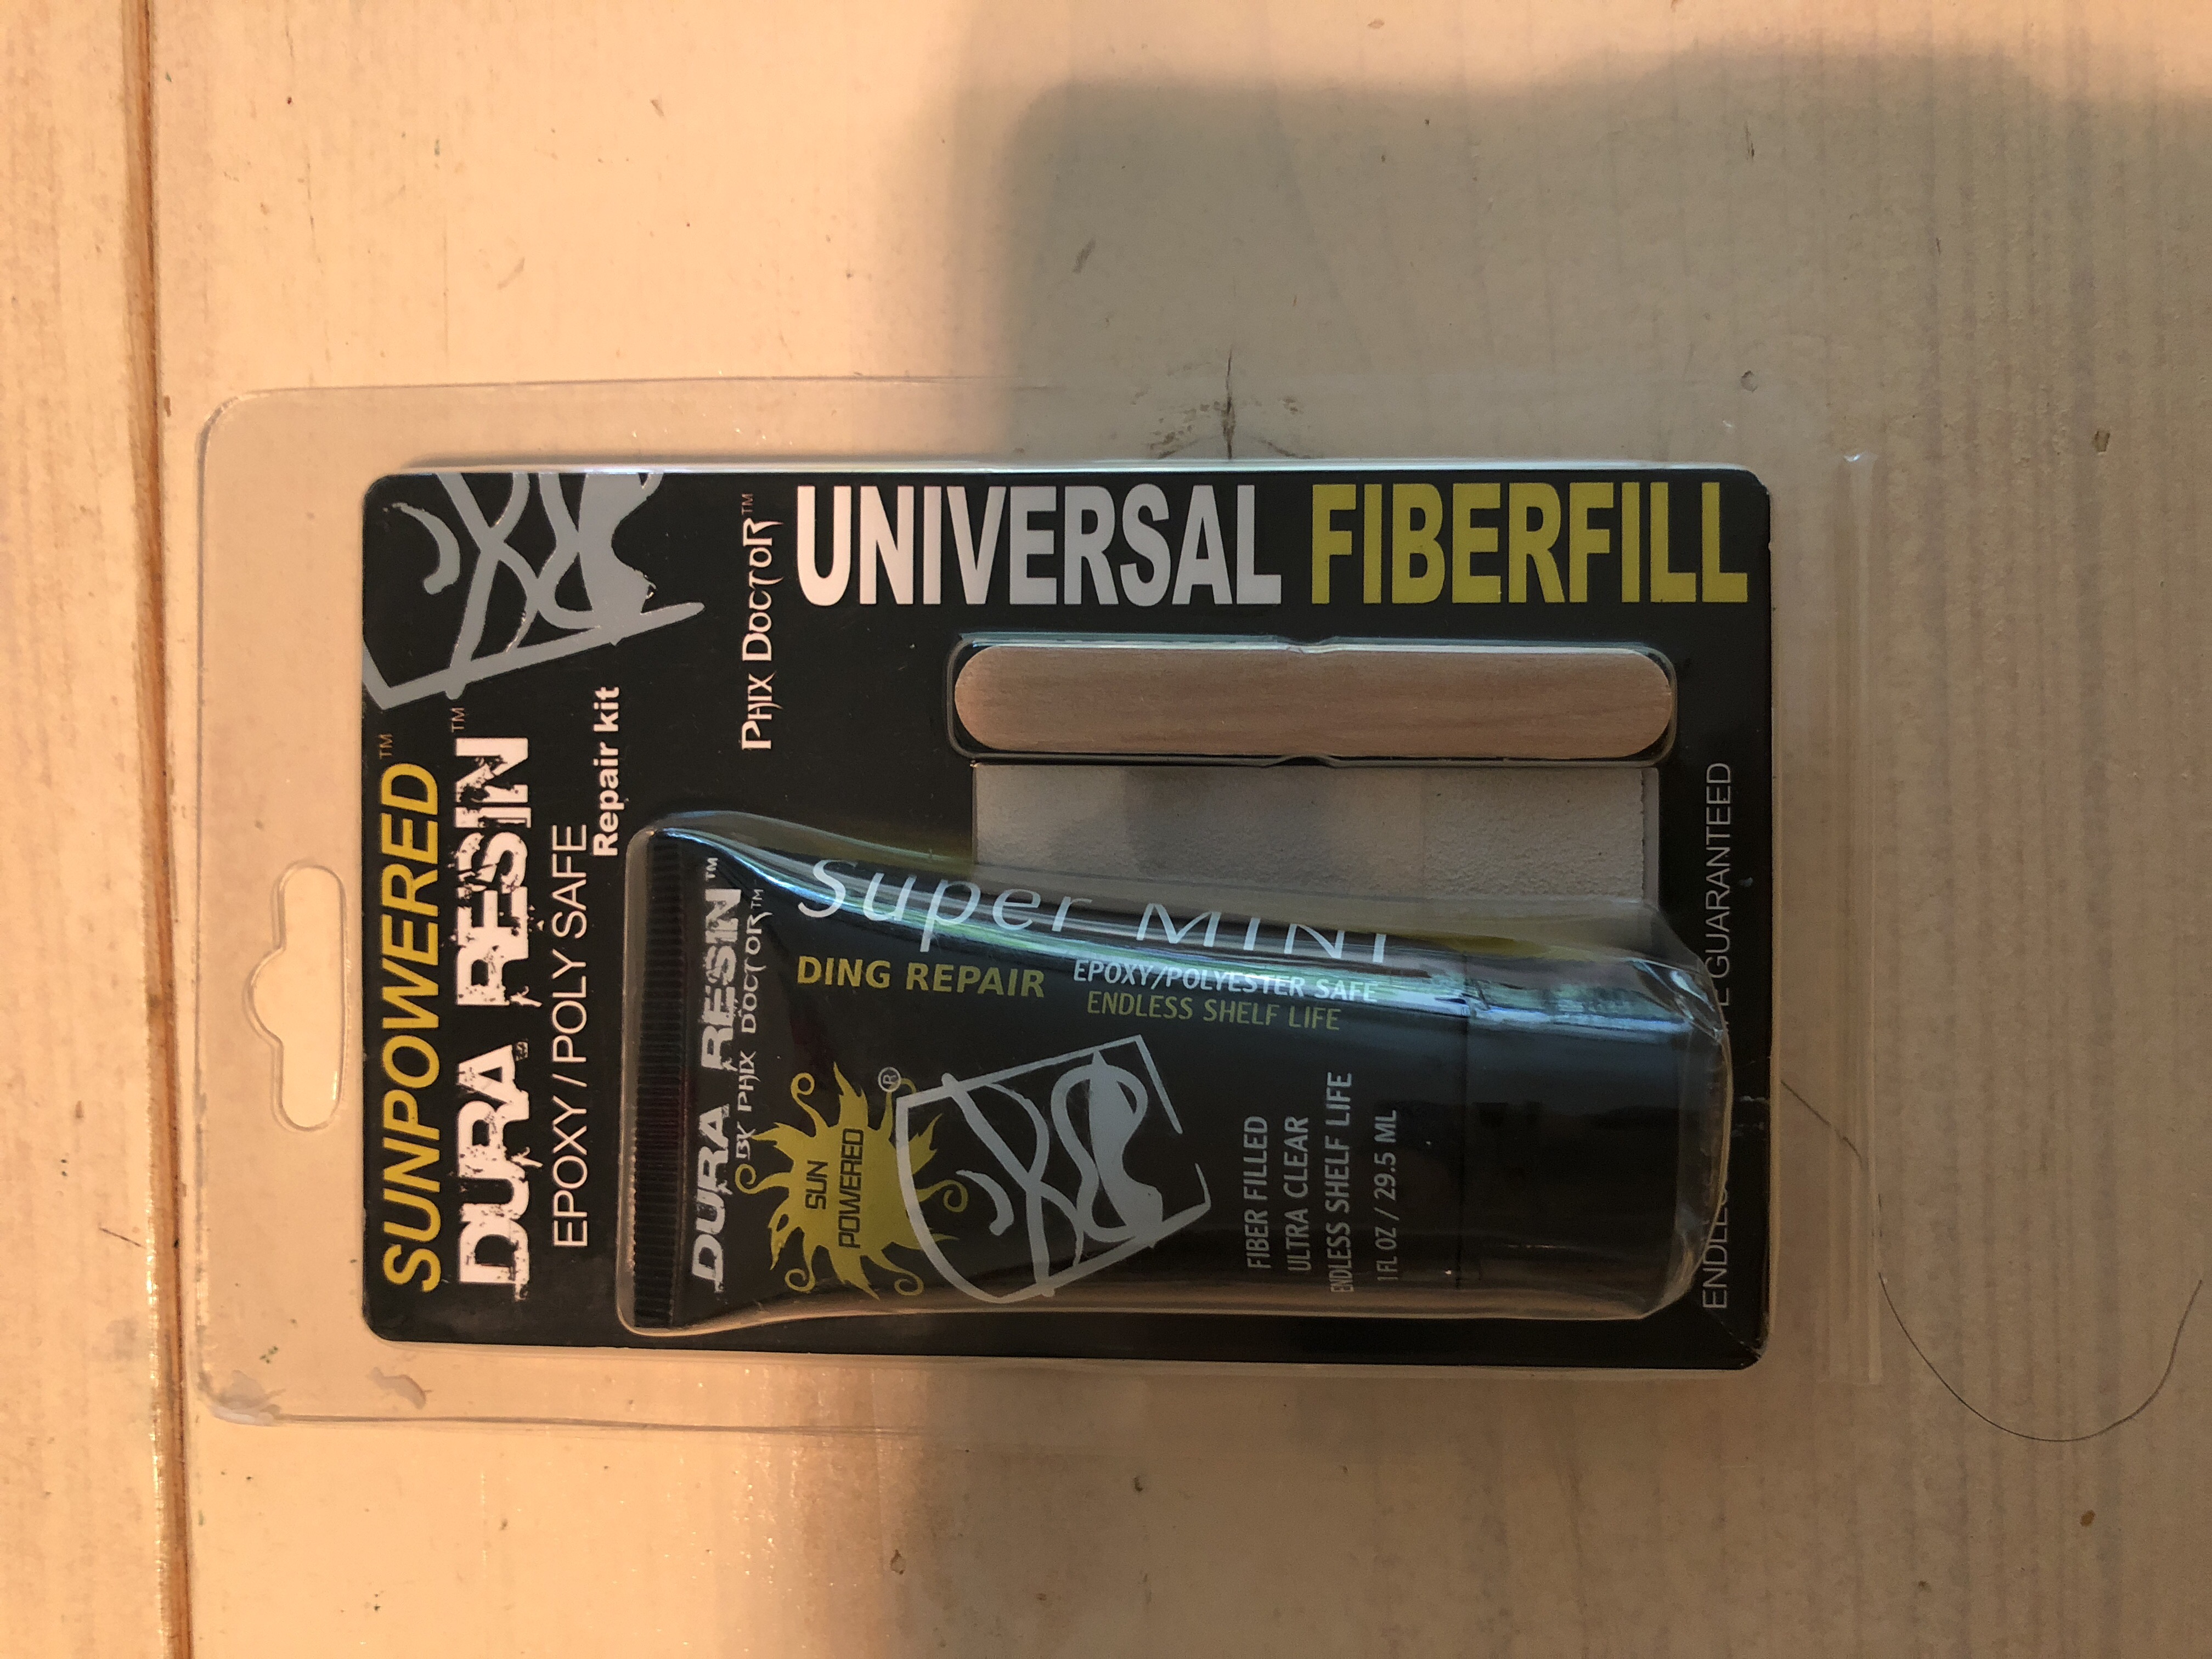 SUNPOWERED™
DURA RESIN™
EPOXY / POLY SAFE
Repair kit
PHIX DOCTOR™
UNIVERSAL FIBERFILL
DURA RESIN™
BY PHIX DOCTOR™
SUN
POWERED
®
Super MINI
DING REPAIR
EPOXY/POLYESTER SAFE
ENDLESS SHELF LIFE
FIBER FILLED
ULTRA CLEAR
ENDLESS SHELF LIFE
1 FL OZ / 29.5 ML
GUARANTEED